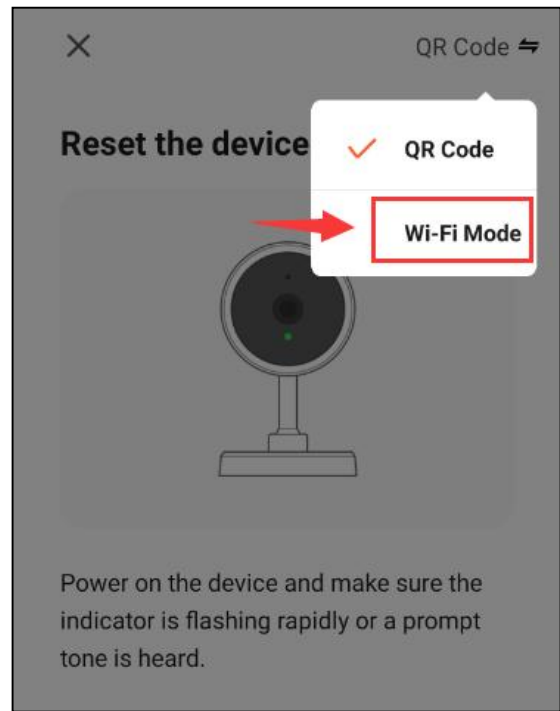 QR Code
Reset the device
QR Code
Wi-Fi Mode
Power on the device and make sure the
indicator is flashing rapidly or a prompt
tone is heard.